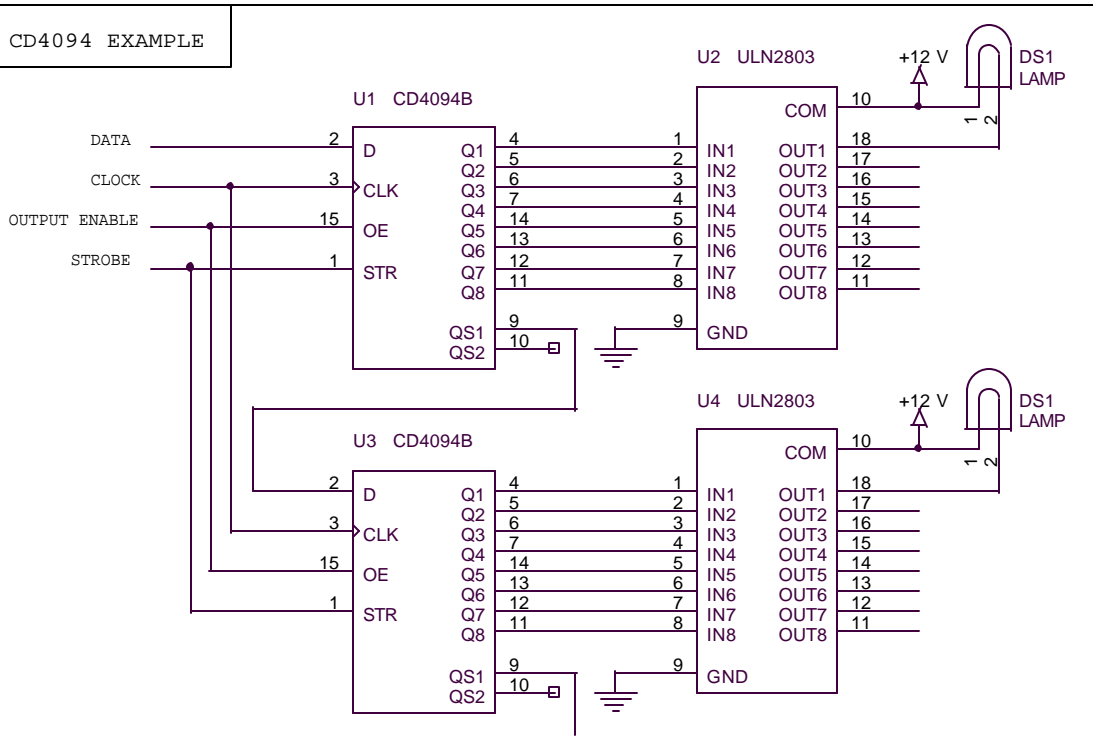 CD4094 EXAMPLE
U2 ULN2803
+12 V
DS1
LAMP
U1 CD4094B
COM
10
1
2
DATA
2
D
Q1
4
1
IN1
OUT1
18
Q2
5
2
IN2
OUT2
17
CLOCK
3
CLK
Q3
6
3
IN3
OUT3
16
Q4
7
4
IN4
OUT4
15
OUTPUT ENABLE
15
OE
Q5
14
5
IN5
OUT5
14
Q6
13
6
IN6
OUT6
13
STROBE
1
STR
Q7
12
7
IN7
OUT7
12
Q8
11
8
IN8
OUT8
11
QS1
9
9
GND
QS2
10
U4 ULN2803
+12 V
DS1
LAMP
U3 CD4094B
COM
10
1
2
2
D
Q1
4
1
IN1
OUT1
18
Q2
5
2
IN2
OUT2
17
3
CLK
Q3
6
3
IN3
OUT3
16
Q4
7
4
IN4
OUT4
15
15
OE
Q5
14
5
IN5
OUT5
14
Q6
13
6
IN6
OUT6
13
1
STR
Q7
12
7
IN7
OUT7
12
Q8
11
8
IN8
OUT8
11
QS1
9
9
GND
QS2
10